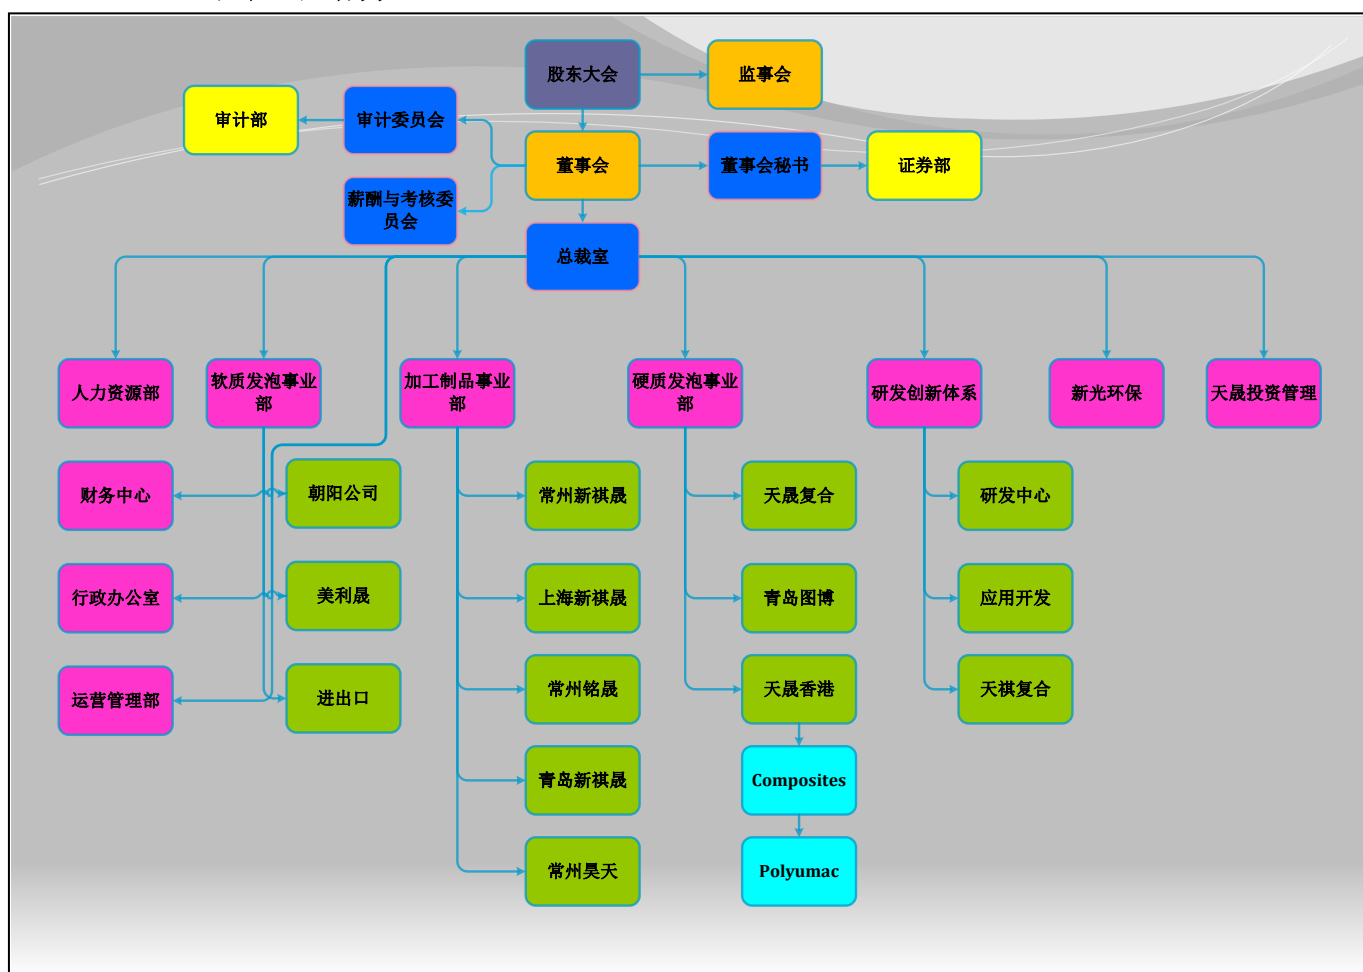 股东大会
监事会
审计部
审计委员会
董事会
董事会秘书
证券部
薪酬与考核委
员会
总裁室
人力资源部
软质发泡事业
部
加工制品事业
部
硬质发泡事业
部
研发创新体系
新光环保
天晟投资管理
财务中心
朝阳公司
常州新祺晟
天晟复合
研发中心
行政办公室
美利晟
上海新祺晟
青岛图博
应用开发
运营管理部
进出口
常州铭晟
天晟香港
天祺复合
青岛新祺晟
Composites
常州昊天
Polyumac